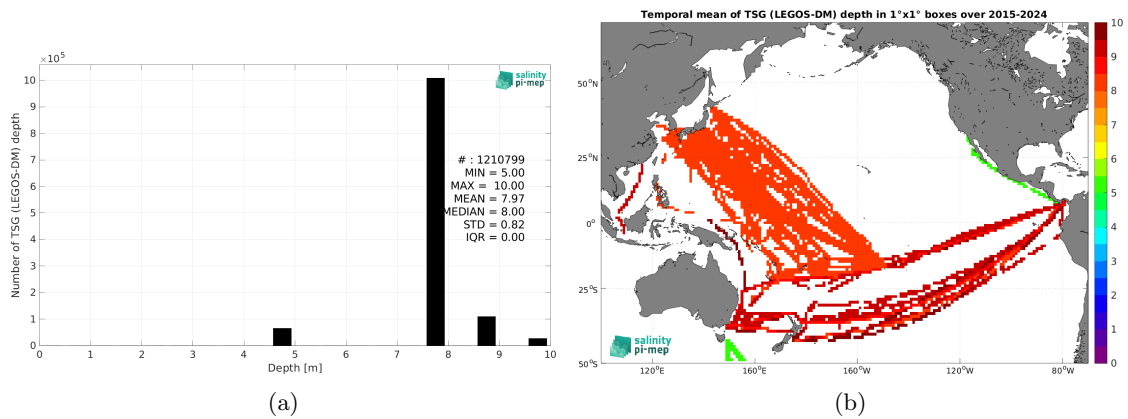 ×10⁵
10
9
8
7
6
5
4
3
2
1
0
Number of TSG (LEGOS-DM) depth
salinity
pi-mep
# : 1210799
MIN = 5.00
MAX = 10.00
MEAN = 7.97
MEDIAN = 8.00
STD = 0.82
IQR = 0.00
0 1 2 3 4 5 6 7 8 9 10
Depth [m]
(a)
Temporal mean of TSG (LEGOS-DM) depth in 1°x1° boxes over 2015-2024
50°N
25°N
0°
25°S
50°S
salinity
pi-mep
120°E 160°E 160°W 120°W 80°W
10
9
8
7
6
5
4
3
2
1
0
(b)